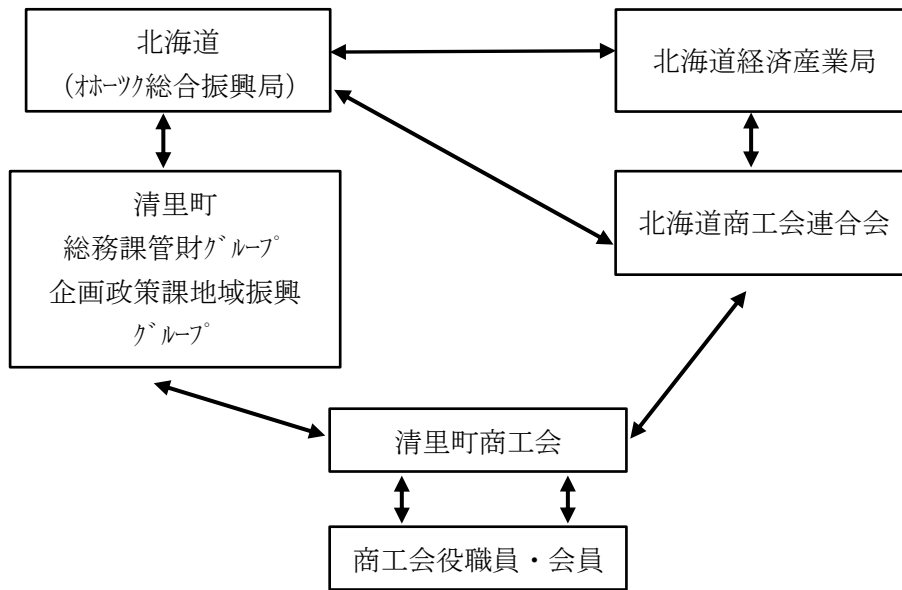 北海道
(ｵﾎｰﾂｸ総合振興局)
北海道経済産業局
清里町
総務課管財ｸﾞﾙｰﾌﾟ
企画政策課地域振興
ｸﾞﾙｰﾌﾟ
北海道商工会連合会
清里町商工会
商工会役職員・会員